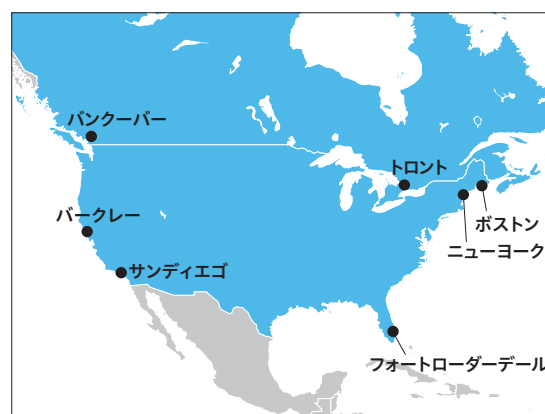 バンクーバー
トロント
バークレー
ボストン
ニューヨーク
サンディエゴ
フォートローダーデール